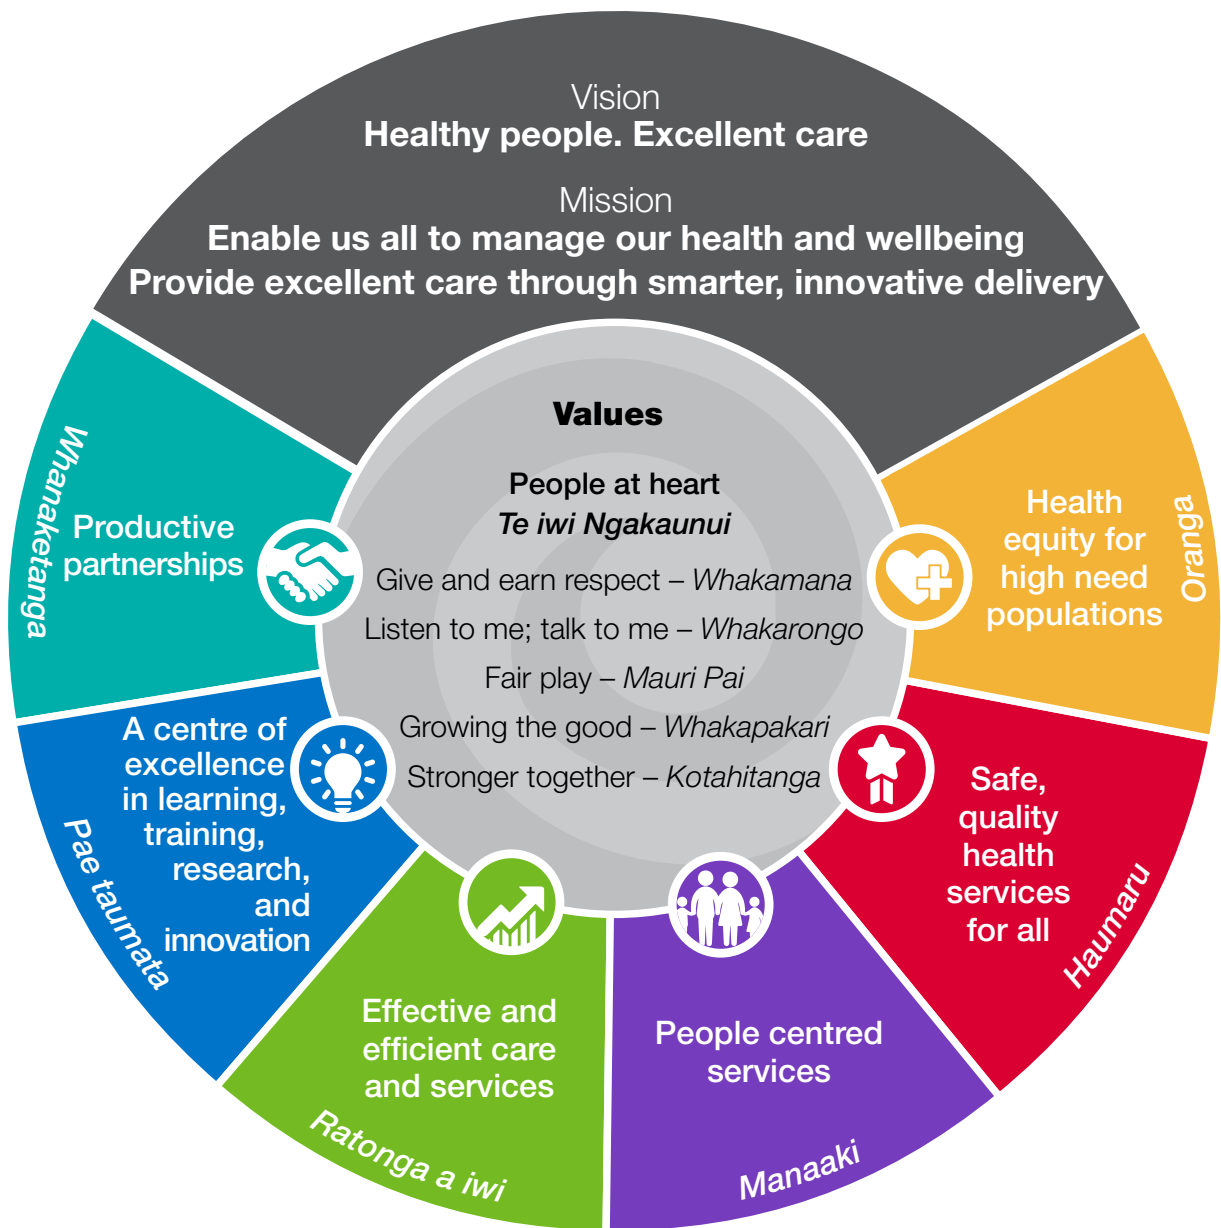 Vision
Healthy people. Excellent care
Mission
Enable us all to manage our health and wellbeing
Provide excellent care through smarter, innovative delivery
Values
People at heart
Te iwi Ngakaunui
Give and earn respect – Whakamana
Listen to me; talk to me – Whakarongo
Fair play – Mauri Pai
Growing the good – Whakapakari
Stronger together – Kotahitanga
Health
equity for
high need
populations
Oranga
Safe,
quality
health
services
for all
Haumaru
People centred
services
Manaaki
Effective and
efficient care
and services
Ratonga a iwi
A centre of
excellence
in learning,
training,
research,
and
innovation
Pae taumata
Productive
partnerships
Whanaketanga